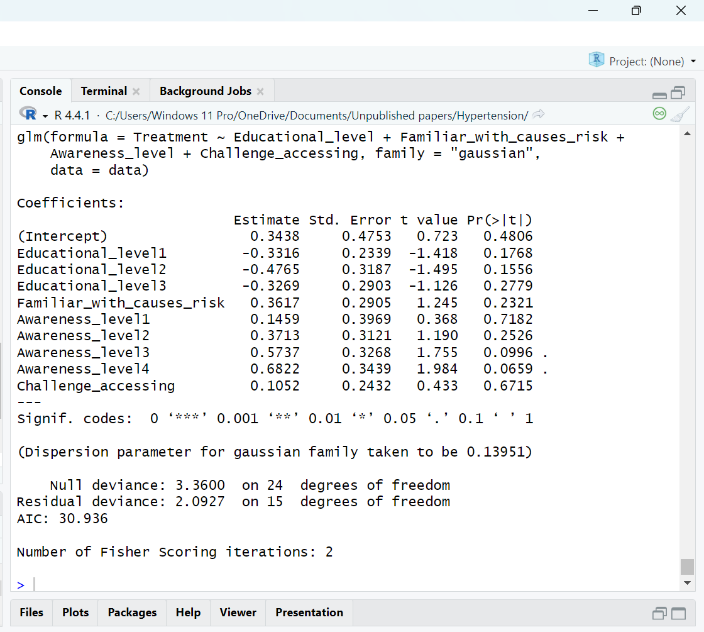 Project: (None)
Console Terminal Background Jobs
R 4.4.1 · C:/Users/Windows 11 Pro/OneDrive/Documents/Unpublished papers/Hypertension/
glm(formula = Treatment ~ Educational_level + Familiar_with_causes_risk +
    Awareness_level + Challenge_accessing, family = "gaussian",
    data = data)
Coefficients:
                          Estimate Std. Error t value Pr(>|t|)
(Intercept)                 0.3438     0.4753   0.723   0.4806
Educational_level1         -0.3316     0.2339  -1.418   0.1768
Educational_level2         -0.4765     0.3187  -1.495   0.1556
Educational_level3         -0.3269     0.2903  -1.126   0.2779
Familiar_with_causes_risk   0.3617     0.2905   1.245   0.2321
Awareness_level1            0.1459     0.3969   0.368   0.7182
Awareness_level2            0.3713     0.3121   1.190   0.2526
Awareness_level3            0.5737     0.3268   1.755   0.0996 .
Awareness_level4            0.6822     0.3439   1.984   0.0659 .
Challenge_accessing         0.1052     0.2432   0.433   0.6715
---
Signif. codes:  0 ‘***’ 0.001 ‘**’ 0.01 ‘*’ 0.05 ‘.’ 0.1 ‘ ’ 1
(Dispersion parameter for gaussian family taken to be 0.13951)
    Null deviance: 3.3600  on 24  degrees of freedom
Residual deviance: 2.0927  on 15  degrees of freedom
AIC: 30.936
Number of Fisher Scoring iterations: 2
>
Files Plots Packages Help Viewer Presentation